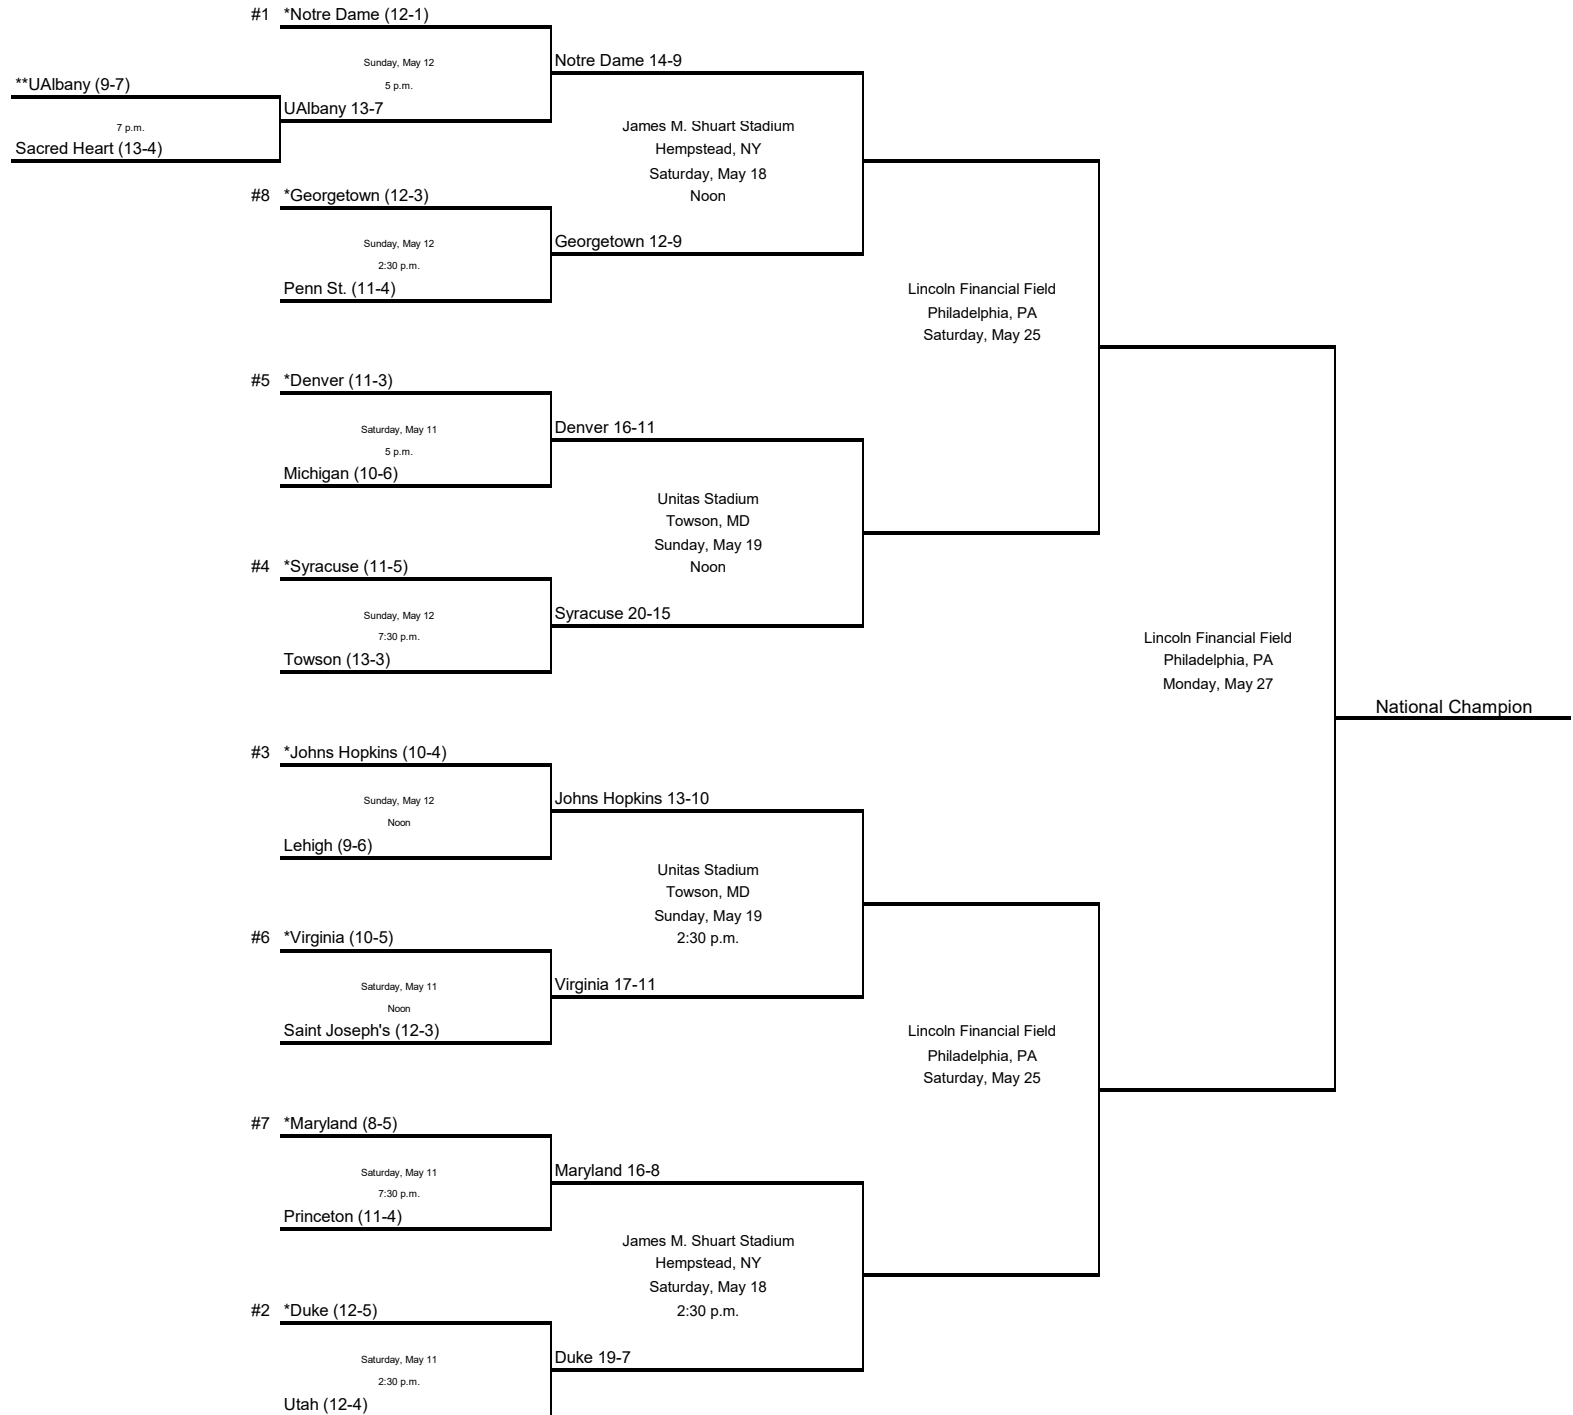 #1 *Notre Dame (12-1)
Sunday, May 12
5 p.m.
Notre Dame 14-9
**UAlbany (9-7)
7 p.m.
Sacred Heart (13-4)
UAlbany 13-7
James M. Shuart Stadium
Hempstead, NY
Saturday, May 18
Noon
#8 *Georgetown (12-3)
Sunday, May 12
2:30 p.m.
Penn St. (11-4)
Georgetown 12-9
Lincoln Financial Field
Philadelphia, PA
Saturday, May 25
#5 *Denver (11-3)
Saturday, May 11
5 p.m.
Michigan (10-6)
Denver 16-11
Unitas Stadium
Towson, MD
Sunday, May 19
Noon
#4 *Syracuse (11-5)
Sunday, May 12
7:30 p.m.
Towson (13-3)
Syracuse 20-15
Lincoln Financial Field
Philadelphia, PA
Monday, May 27
National Champion
#3 *Johns Hopkins (10-4)
Sunday, May 12
Noon
Lehigh (9-6)
Johns Hopkins 13-10
Unitas Stadium
Towson, MD
Sunday, May 19
2:30 p.m.
#6 *Virginia (10-5)
Saturday, May 11
Noon
Saint Joseph's (12-3)
Virginia 17-11
Lincoln Financial Field
Philadelphia, PA
Saturday, May 25
#7 *Maryland (8-5)
Saturday, May 11
7:30 p.m.
Princeton (11-4)
Maryland 16-8
James M. Shuart Stadium
Hempstead, NY
Saturday, May 18
2:30 p.m.
#2 *Duke (12-5)
Saturday, May 11
2:30 p.m.
Utah (12-4)
Duke 19-7